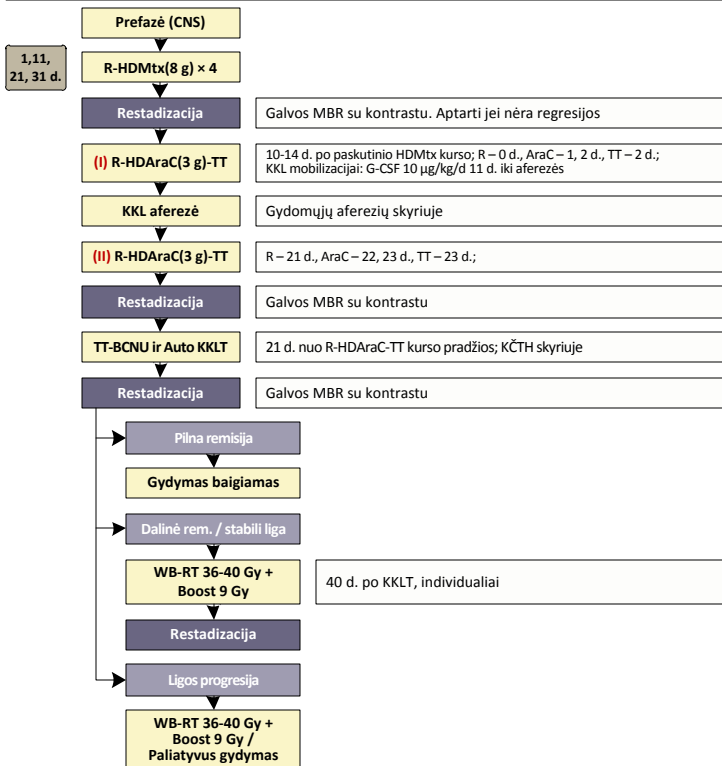 Prefazė (CNS)
1,11,
21, 31 d.
R-HDMtx(8 g) × 4
Restadizacija
Galvos MBR su kontrastu. Aptarti jei nėra regresijos
(I) R-HDAraC(3 g)-TT
10-14 d. po paskutinio HDMtx kurso; R – 0 d., AraC – 1, 2 d., TT – 2 d.;
KKL mobilizacijai: G-CSF 10 µg/kg/d 11 d. iki aferezės
KKL aferezė
Gydomųjų aferezių skyriuje
(II) R-HDAraC(3 g)-TT
R – 21 d., AraC – 22, 23 d., TT – 23 d.;
Restadizacija
Galvos MBR su kontrastu
TT-BCNU ir Auto KKLT
21 d. nuo R-HDAraC-TT kurso pradžios; KČTH skyriuje
Restadizacija
Galvos MBR su kontrastu
Pilna remisija
Gydymas baigiamas
Dalinė rem. / stabili liga
WB-RT 36-40 Gy +
Boost 9 Gy
40 d. po KKLT, individualiai
Restadizacija
Ligos progresija
WB-RT 36-40 Gy +
Boost 9 Gy /
Paliatyvus gydymas